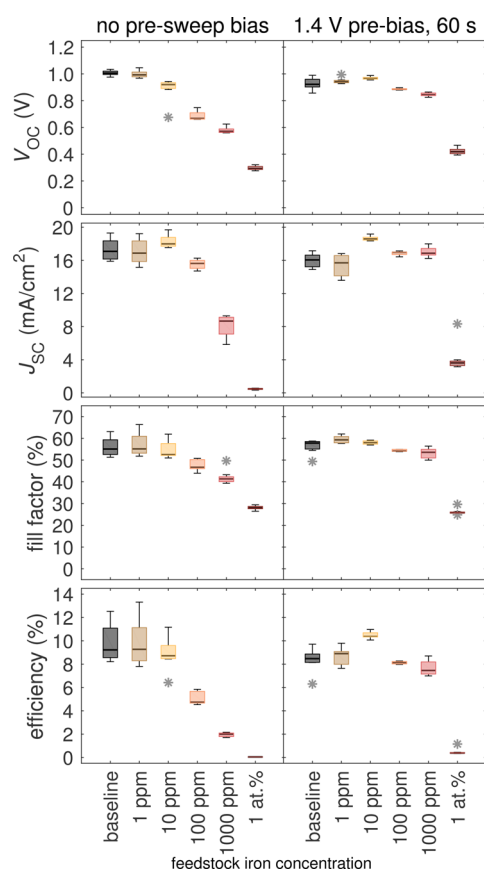 no pre-sweep bias
1.4 V pre-bias, 60 s
V_OC (V)
1.2
1.0
0.8
0.6
0.4
0.2
0
J_SC (mA/cm²)
20
16
12
8
4
0
fill factor (%)
70
60
50
40
30
20
10
0
efficiency (%)
14
12
10
8
6
4
2
0
baseline
1 ppm
10 ppm
100 ppm
1000 ppm
1 at.%
baseline
1 ppm
10 ppm
100 ppm
1000 ppm
1 at.%
feedstock iron concentration